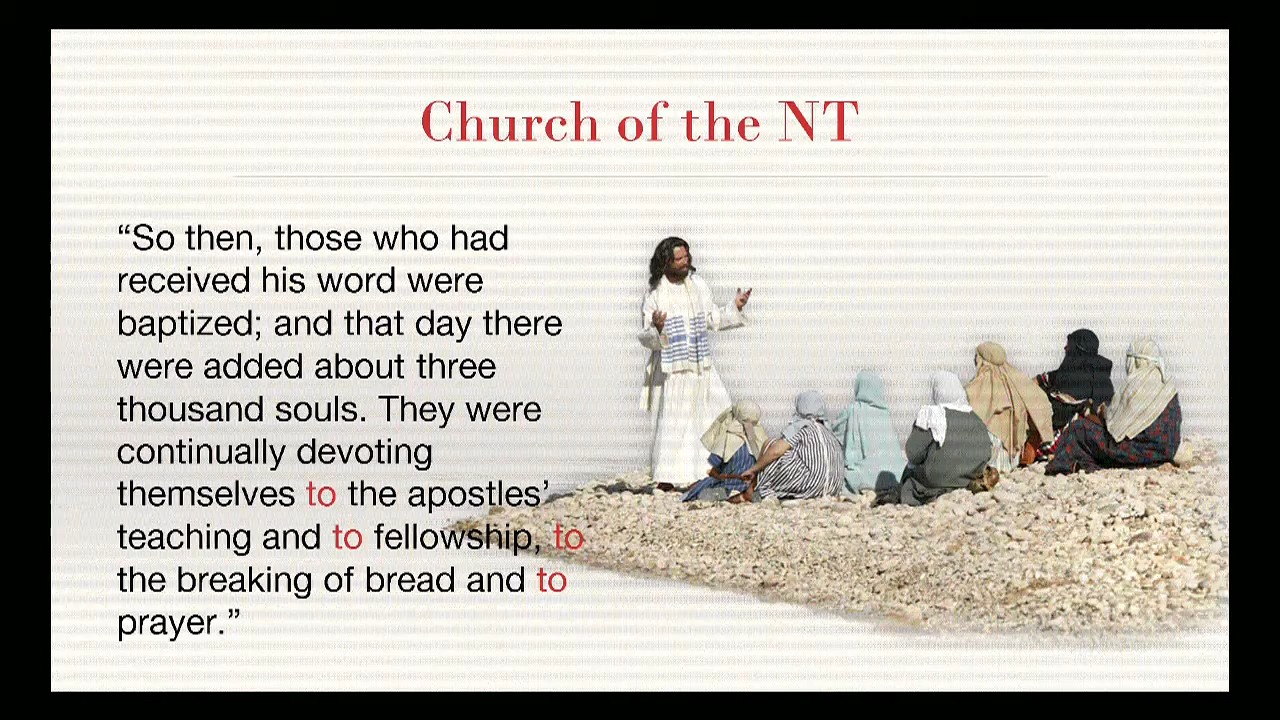 Church of the NT
“So then, those who had
received his word were
baptized; and that day there
were added about three
thousand souls. They were
continually devoting
themselves to the apostles’
teaching and to fellowship, to
the breaking of bread and to
prayer.”